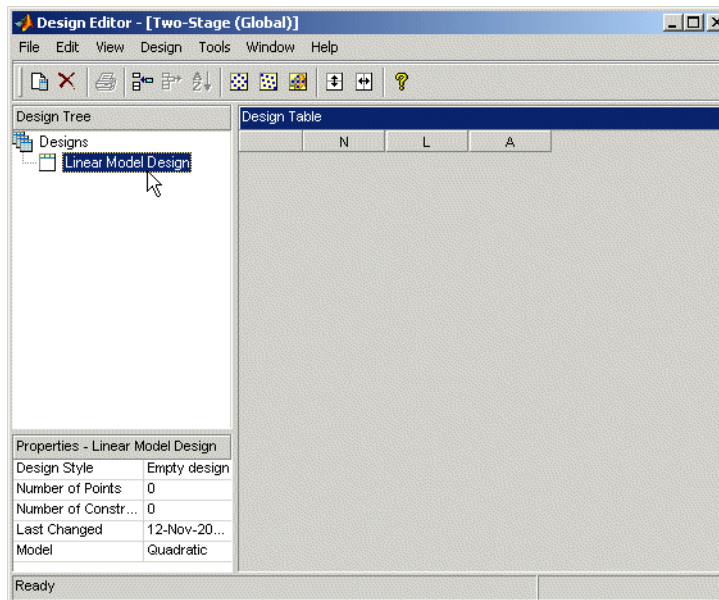 Design Editor - [Two-Stage (Global)]
File Edit View Design Tools Window Help
Design Tree
Designs
Linear Model Design
Design Table
N L A
Properties - Linear Model Design
Design Style Empty design
Number of Points 0
Number of Constr... 0
Last Changed 12-Nov-20...
Model Quadratic
Ready